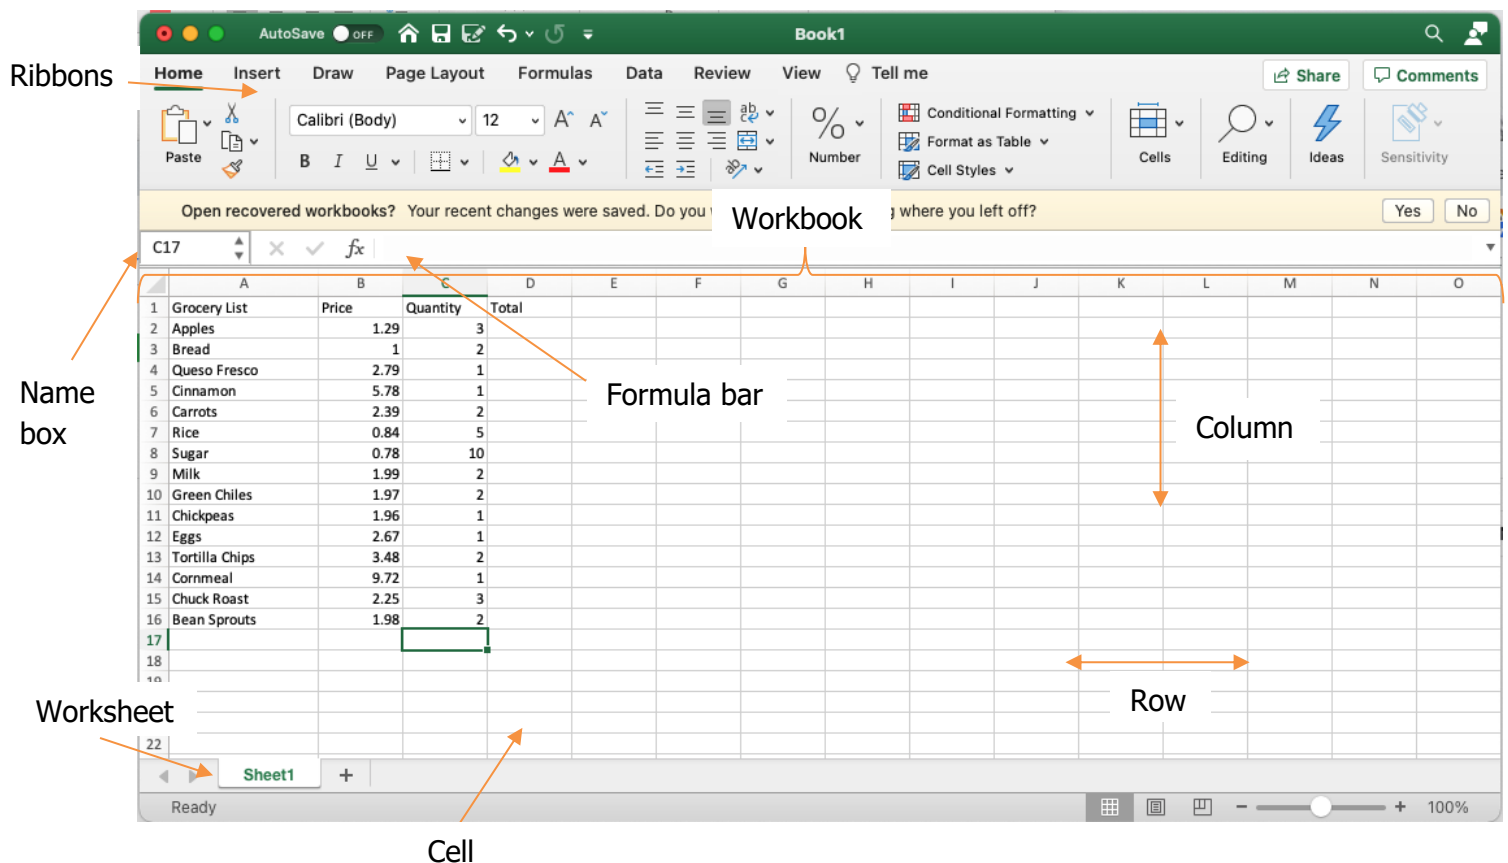 AutoSave OFF Book1
Ribbons
Home Insert Draw Page Layout Formulas Data Review View Tell me Share Comments
Paste
Calibri (Body) 12 A^ A˅
B I U A
ab
c
%
Number
Conditional Formatting
Format as Table
Cell Styles
Cells
Editing
Ideas
Sensitivity
Open recovered workbooks? Your recent changes were saved. Do you where you left off? Yes No
Workbook
C17 fx
A B C D E F G H I J K L M N O
1 Grocery List Price Quantity Total
2 Apples 1.29 3
3 Bread 1 2
4 Queso Fresco 2.79 1
5 Cinnamon 5.78 1
6 Carrots 2.39 2
7 Rice 0.84 5
8 Sugar 0.78 10
9 Milk 1.99 2
10 Green Chiles 1.97 2
11 Chickpeas 1.96 1
12 Eggs 2.67 1
13 Tortilla Chips 3.48 2
14 Cornmeal 9.72 1
15 Chuck Roast 2.25 3
16 Bean Sprouts 1.98 2
17
18
19
22
Name
box
Formula bar
Column
Row
Worksheet
Sheet1 +
Ready - + 100%
Cell